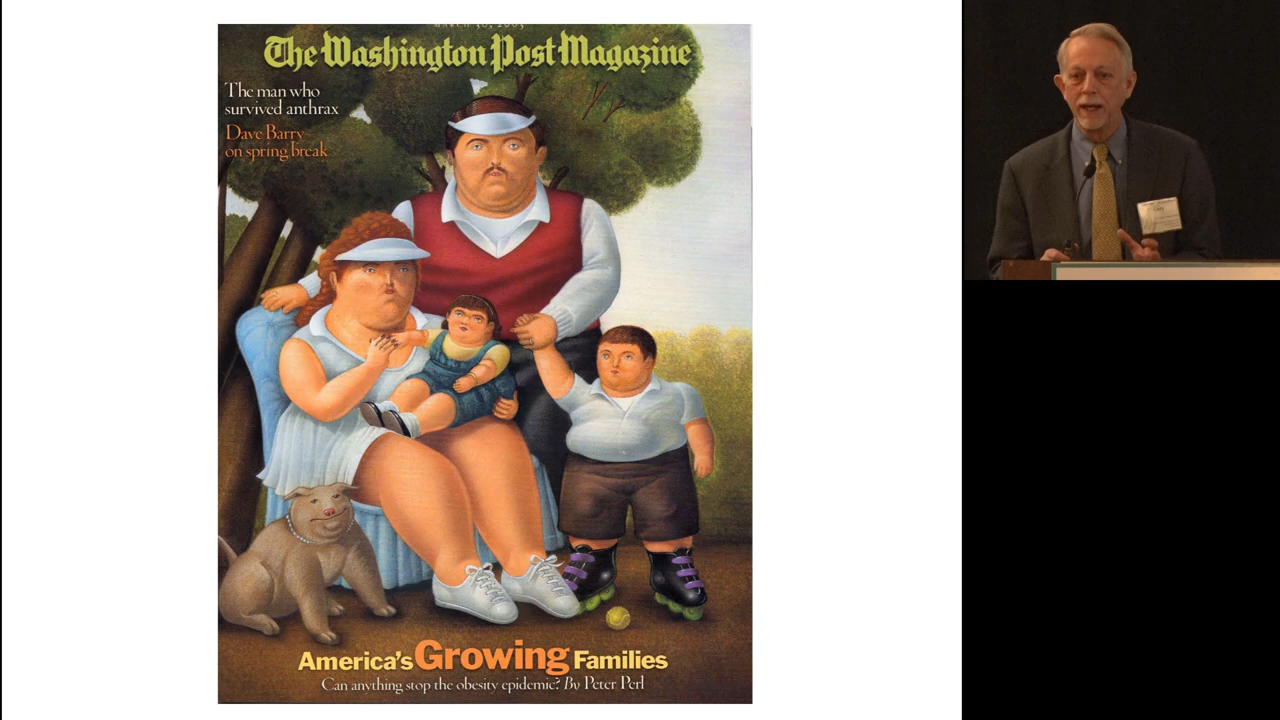 The Washington Post Magazine
The man who
survived anthrax
Dave Barry
on spring break
America's Growing Families
Can anything stop the obesity epidemic? By Peter Perl